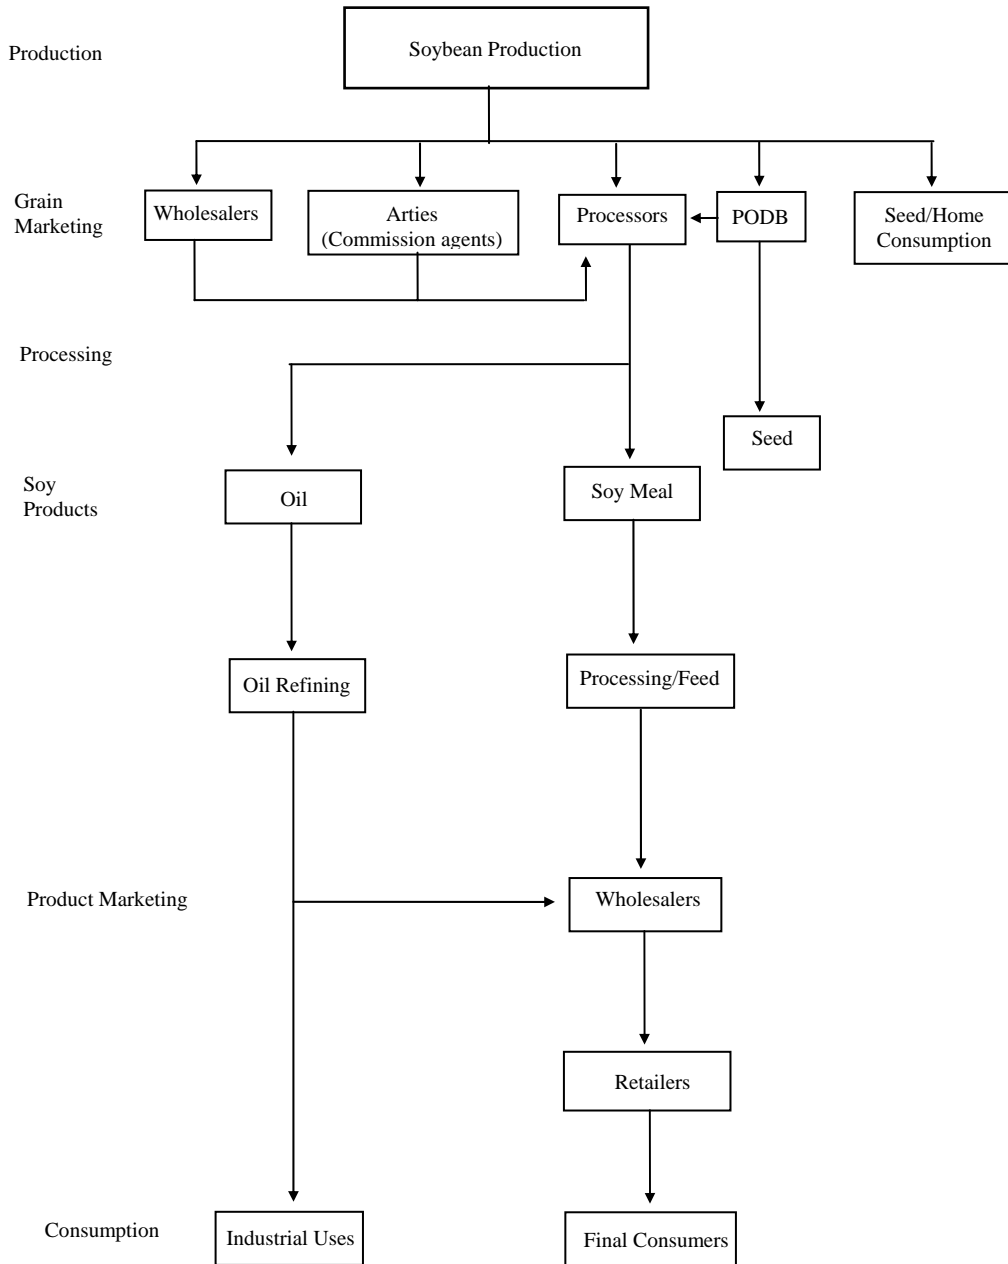 Production
Soybean Production
Grain
Marketing
Wholesalers
Arties
(Commission agents)
Processors
PODB
Seed/Home
Consumption
Processing
Seed
Soy
Products
Oil
Soy Meal
Oil Refining
Processing/Feed
Product Marketing
Wholesalers
Retailers
Consumption
Industrial Uses
Final Consumers